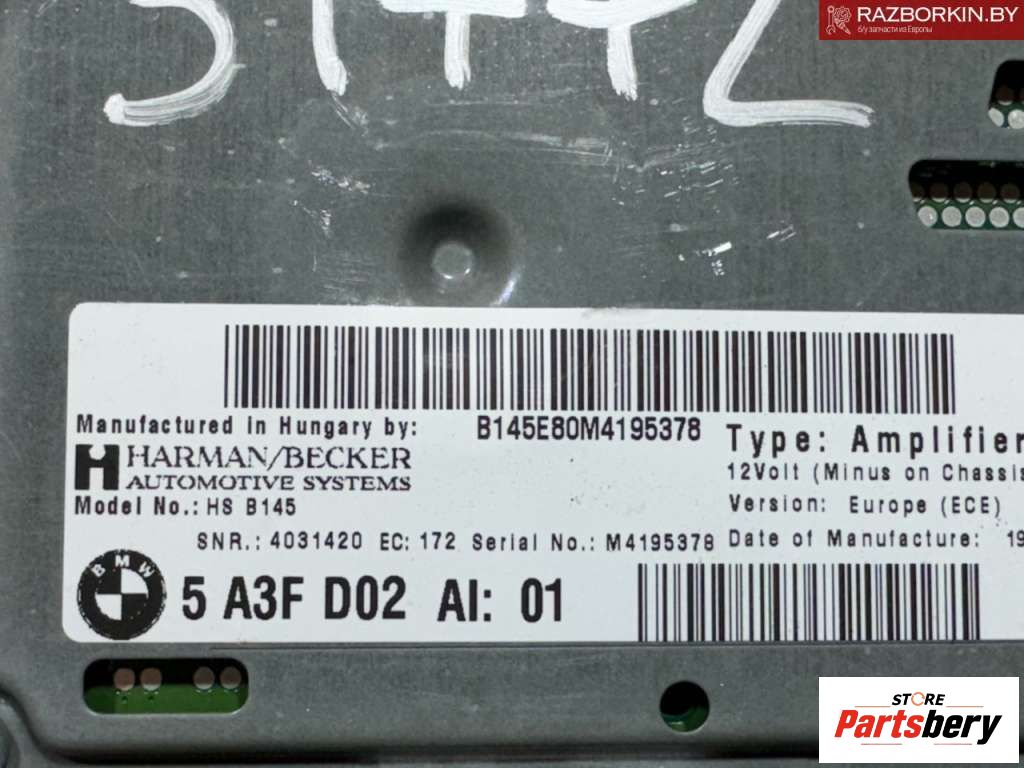 RAZBORKIN.BY
б/у запчасти из Европы
B145E80M4195378
Manufactured in Hungary by:
HARMAN/BECKER
AUTOMOTIVE SYSTEMS
Model No.: HS B145
Type: Amplifier
12Volt (Minus on Chassis
Version: Europe (ECE)
SNR.: 4031420 EC: 172 Serial No.: M4195378 Date of Manufacture: 19
BMW
5 A3F D02 AI: 01
STORE
Partsbery